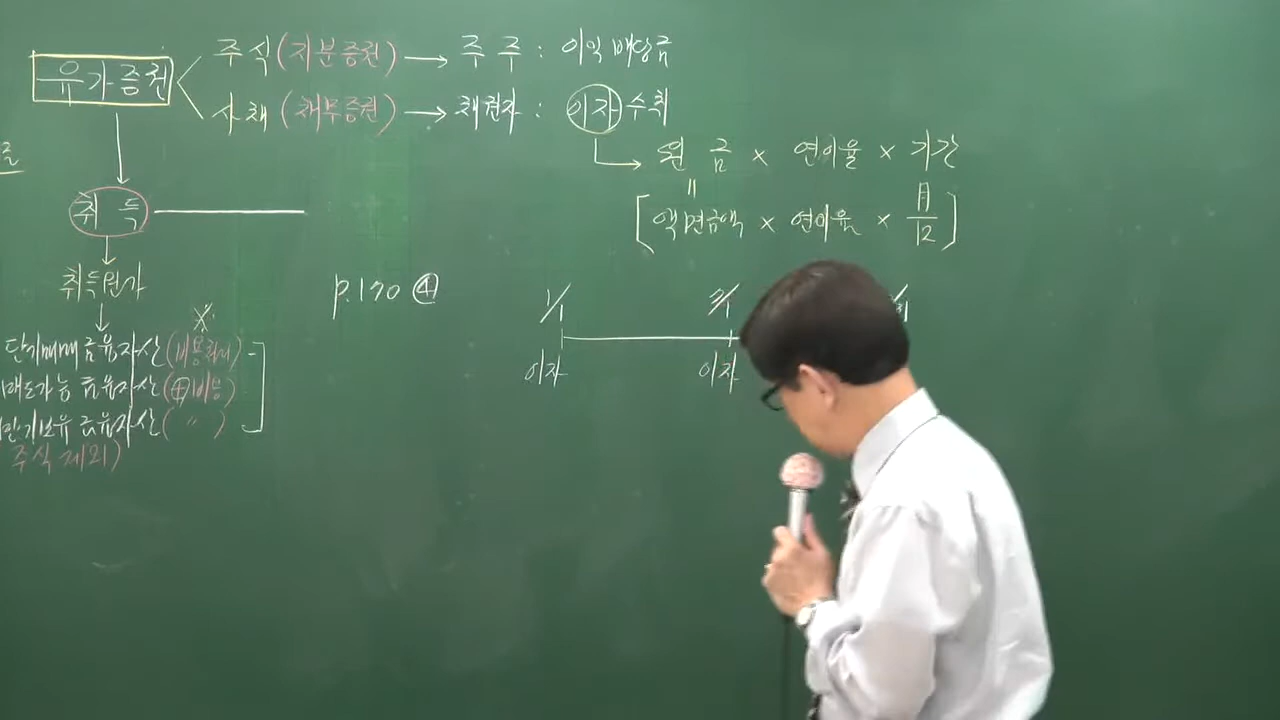 유가증권
주식 (지분증권) → 주주 : 이익배당금
사채 (채무증권) → 채권자 : 이자수취
원금 × 연이율 × 기간
=
[액면금액 × 연이율 × 月/12]
취득
취득원가
p.170 ④
1/1
이자
이자
단기매매금융자산 (비용처리)
매도가능 금융자산 (+)비용
만기보유 금융자산 ( 〃 )
주식 제외)